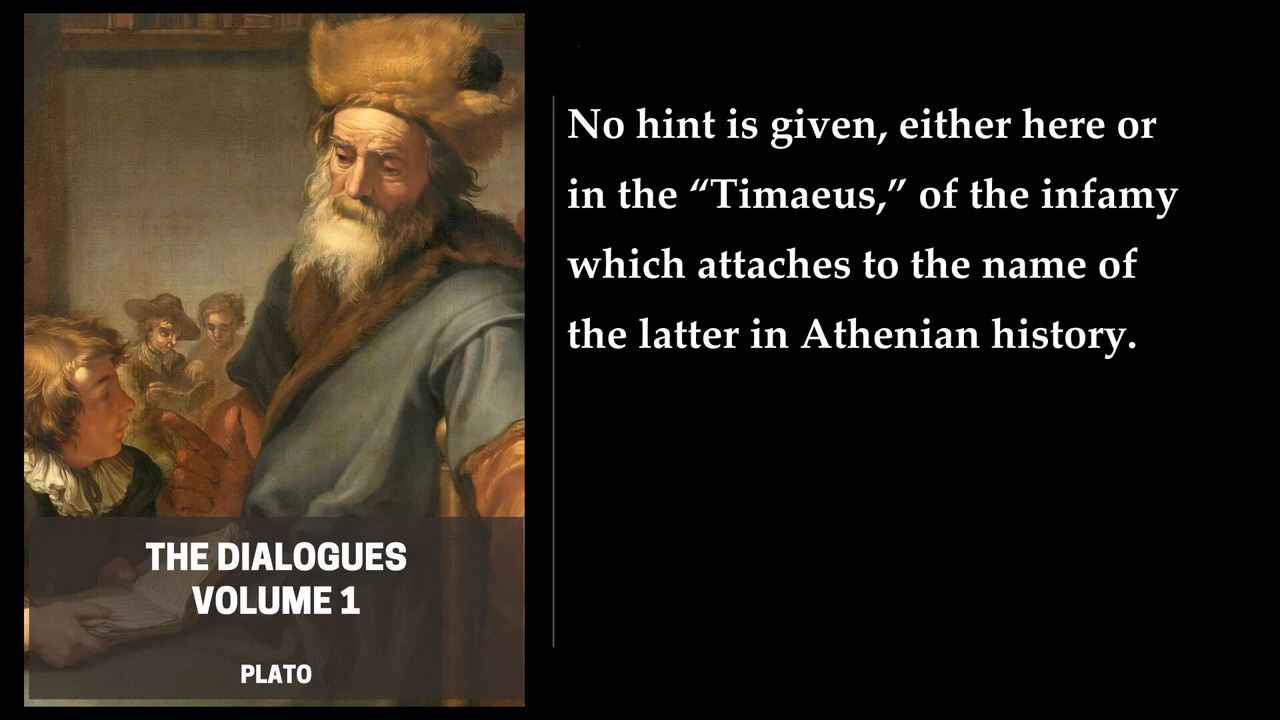 No hint is given, either here or
in the “Timaeus,” of the infamy
which attaches to the name of
the latter in Athenian history.
THE DIALOGUES
VOLUME 1
PLATO